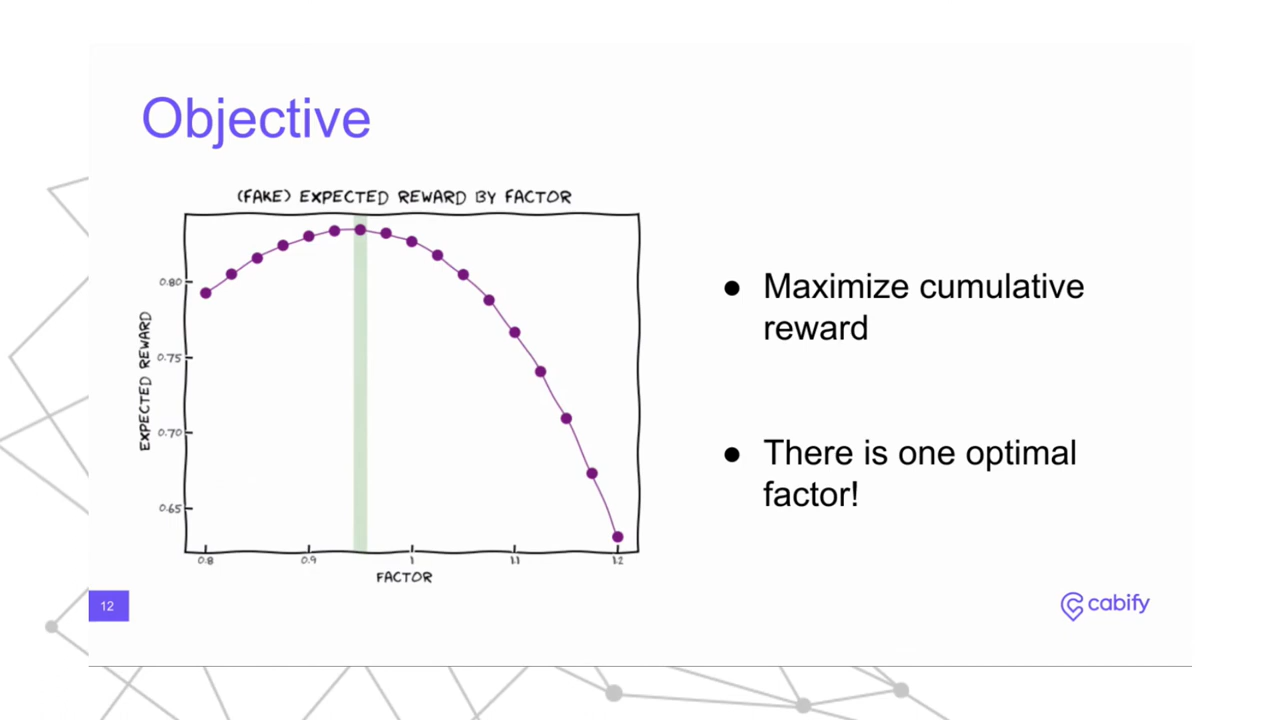 Objective
(FAKE) EXPECTED REWARD BY FACTOR
EXPECTED REWARD
0.80
0.75
0.70
0.65
0.8
0.9
1
1.1
1.2
FACTOR
● Maximize cumulative
reward
● There is one optimal
factor!
12
cabify